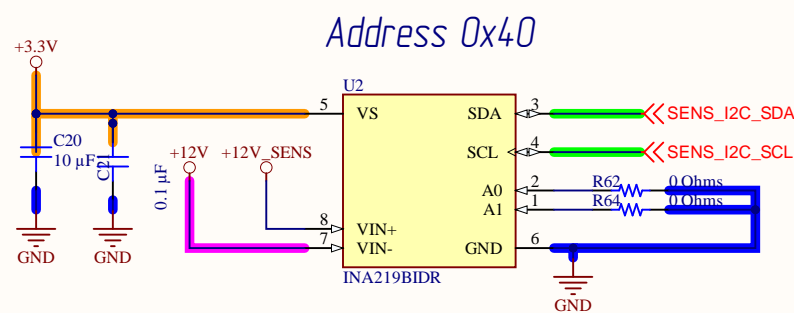 Address 0x40
+3.3V
U2
5
VS
SDA
3
SENS_I2C_SDA
C20
10 µF
C21
0.1 µF
+12V
+12V_SENS
SCL
4
SENS_I2C_SCL
A0
2
R62
0 Ohms
A1
1
R64
0 Ohms
8
VIN+
7
VIN-
GND
6
GND
GND
INA219BIDR
GND